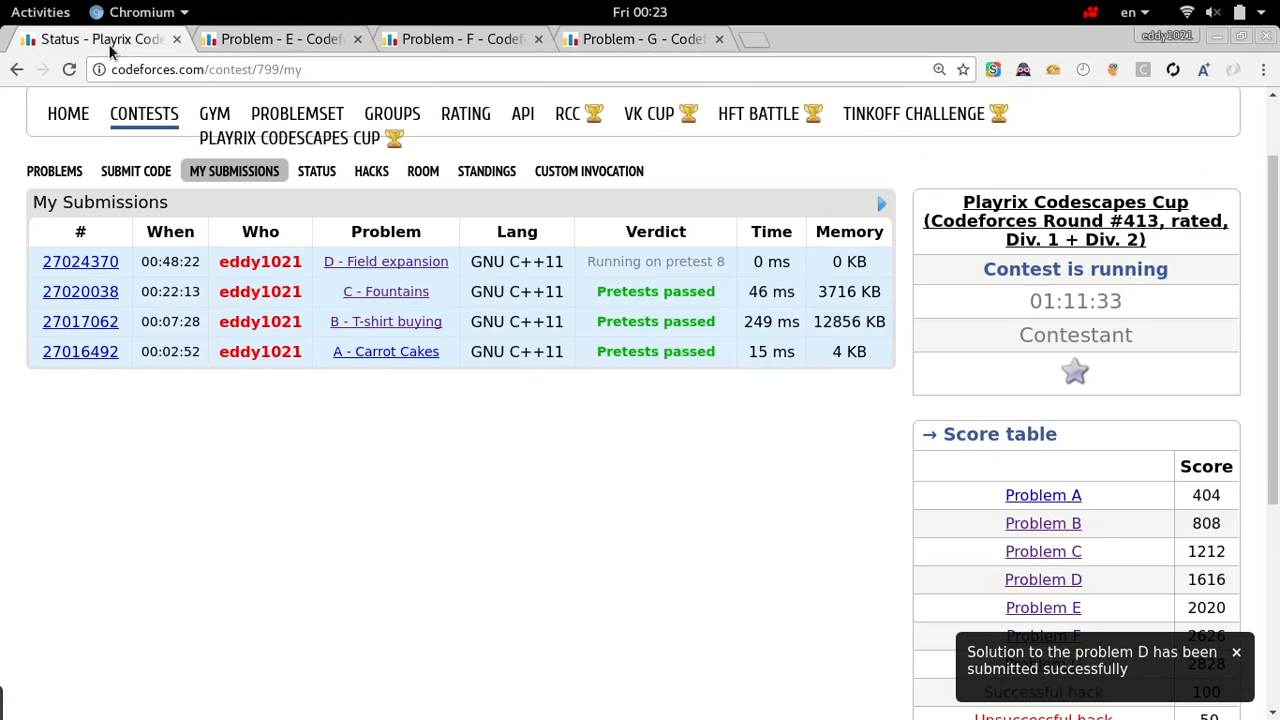 Activities Chromium Fri 00:23 en
Status - Playrix Code Problem - E - Codef Problem - F - Codef Problem - G - Codef eddy1021
codeforces.com/contest/799/my
HOME CONTESTS GYM PROBLEMSET GROUPS RATING API RCC VK CUP HFT BATTLE TINKOFF CHALLENGE
PLAYRIX CODESCAPES CUP
PROBLEMS SUBMIT CODE MY SUBMISSIONS STATUS HACKS ROOM STANDINGS CUSTOM INVOCATION
My Submissions
# When Who Problem Lang Verdict Time Memory
27024370 00:48:22 eddy1021 D - Field expansion GNU C++11 Running on pretest 8 0 ms 0 KB
27020038 00:22:13 eddy1021 C - Fountains GNU C++11 Pretests passed 46 ms 3716 KB
27017062 00:07:28 eddy1021 B - T-shirt buying GNU C++11 Pretests passed 249 ms 12856 KB
27016492 00:02:52 eddy1021 A - Carrot Cakes GNU C++11 Pretests passed 15 ms 4 KB
Playrix Codescapes Cup
(Codeforces Round #413, rated,
Div. 1 + Div. 2)
Contest is running
01:11:33
Contestant
→ Score table
Score
Problem A 404
Problem B 808
Problem C 1212
Problem D 1616
Problem E 2020
Problem F 2626
2828
Successful hack 100
Unsuccessful hack -50
Solution to the problem D has been
submitted successfully